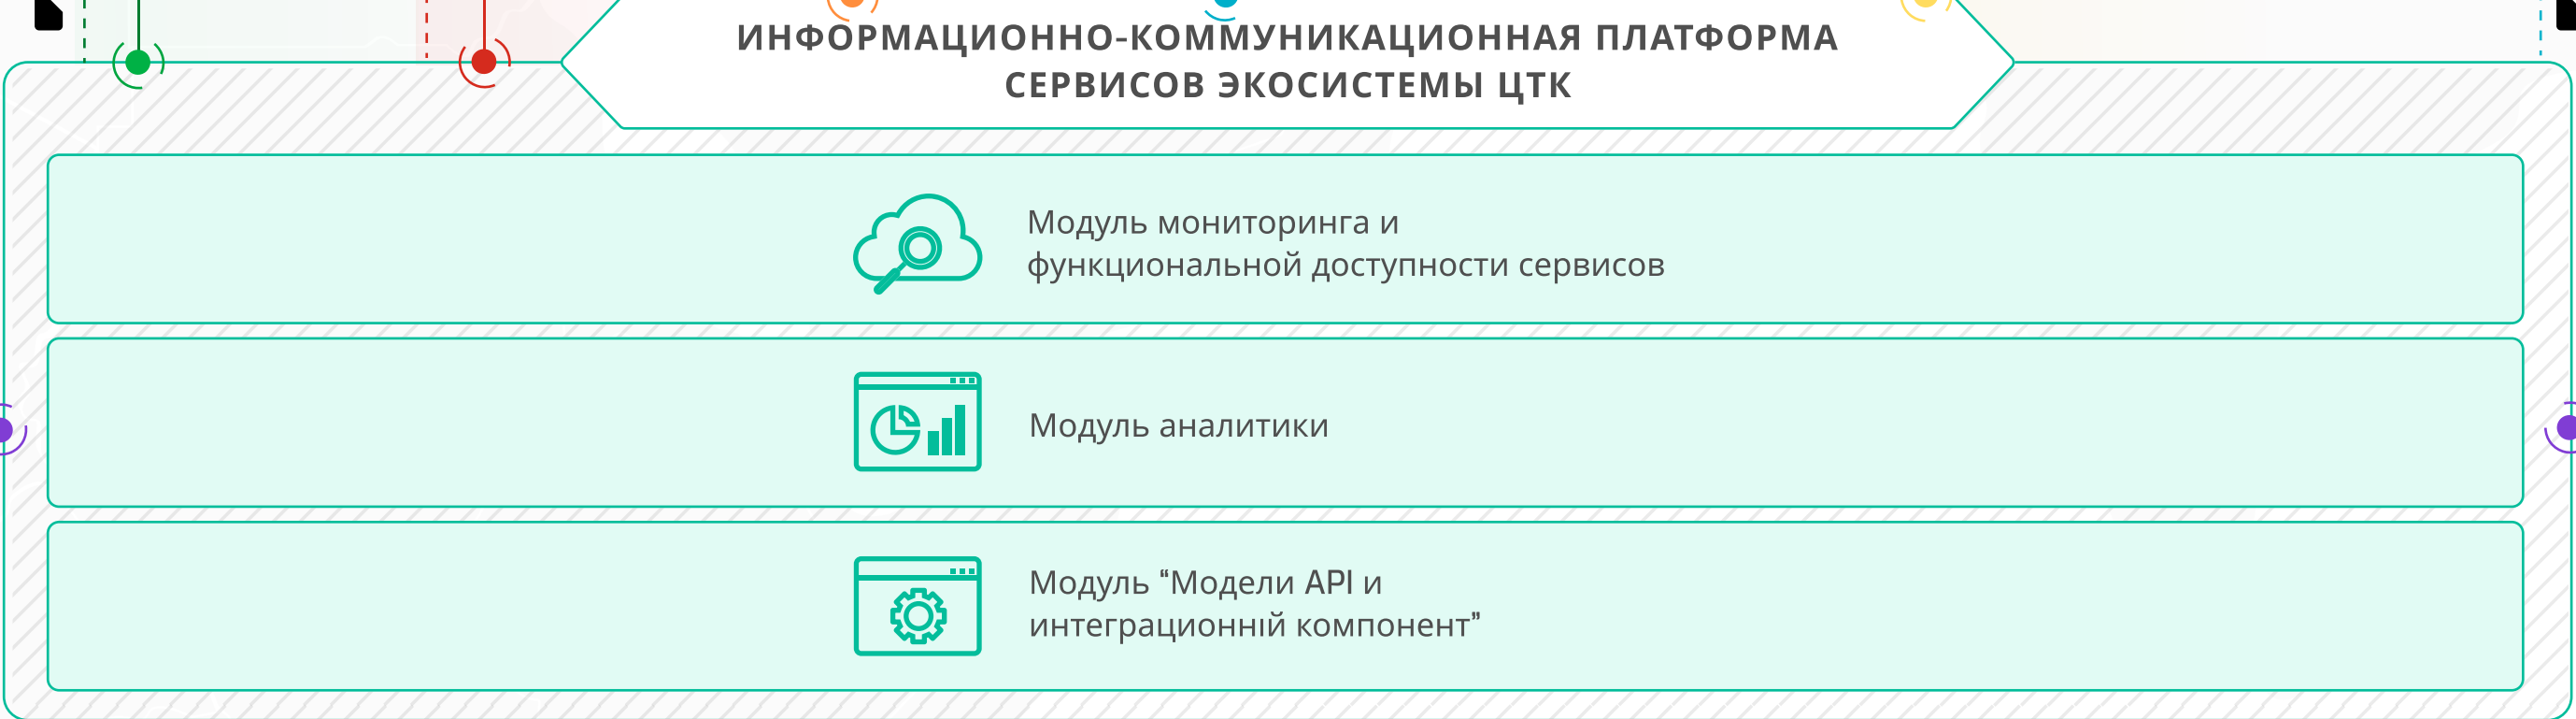 ИНФОРМАЦИОННО-КОММУНИКАЦИОННАЯ ПЛАТФОРМА
СЕРВИСОВ ЭКОСИСТЕМЫ ЦТК
Модуль мониторинга и
функциональной доступности сервисов
Модуль аналитики
Модуль “Модели API и
интеграционній компонент”